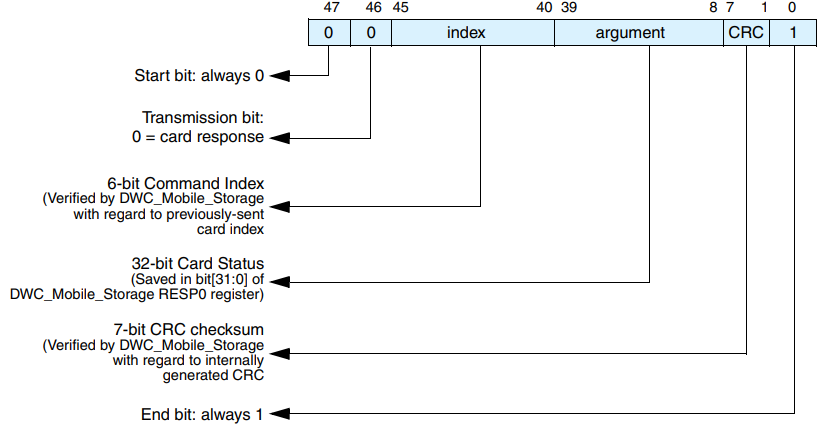 47 46 45 40 39 8 7 1 0
0 0 index argument CRC 1
Start bit: always 0
Transmission bit:
0 = card response
6-bit Command Index
(Verified by DWC_Mobile_Storage
with regard to previously-sent
card index
32-bit Card Status
(Saved in bit[31:0] of
DWC_Mobile_Storage RESP0 register)
7-bit CRC checksum
(Verified by DWC_Mobile_Storage
with regard to internally
generated CRC
End bit: always 1